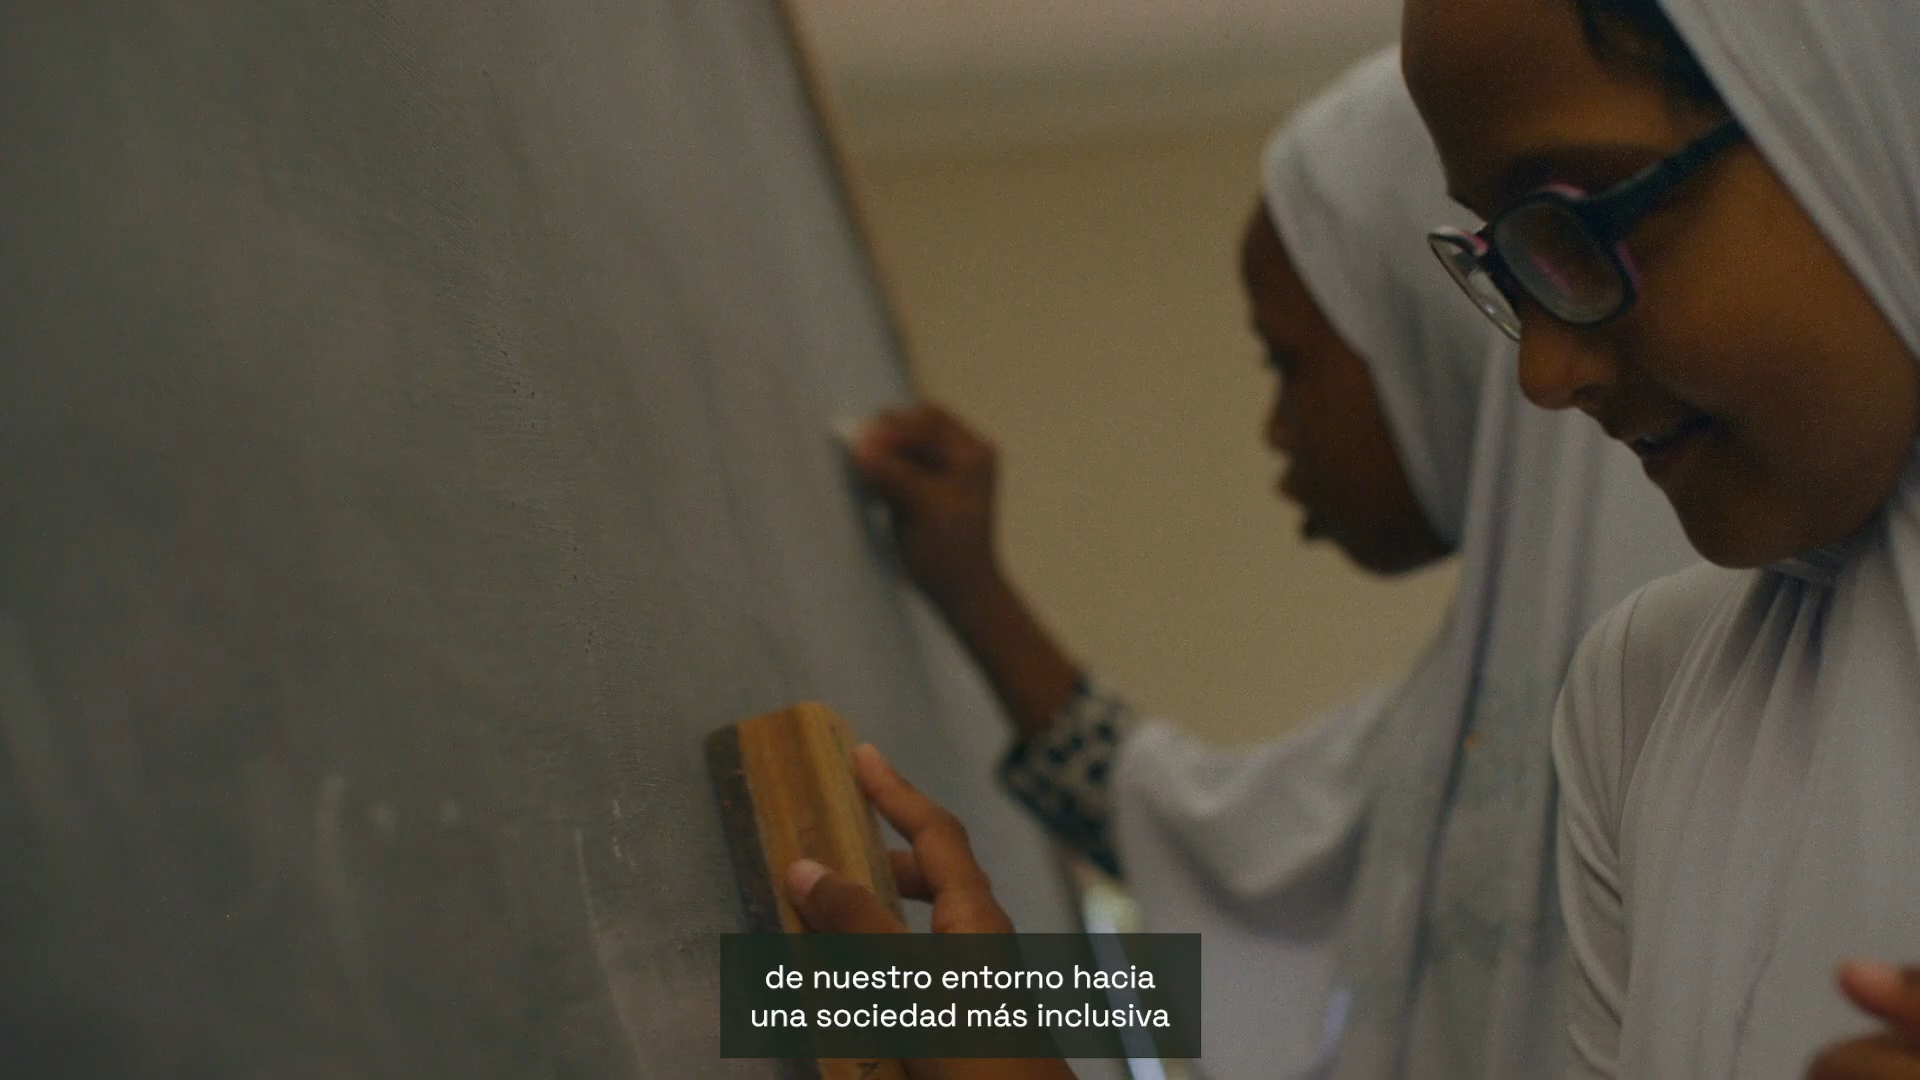 de nuestro entorno hacia
una sociedad más inclusiva